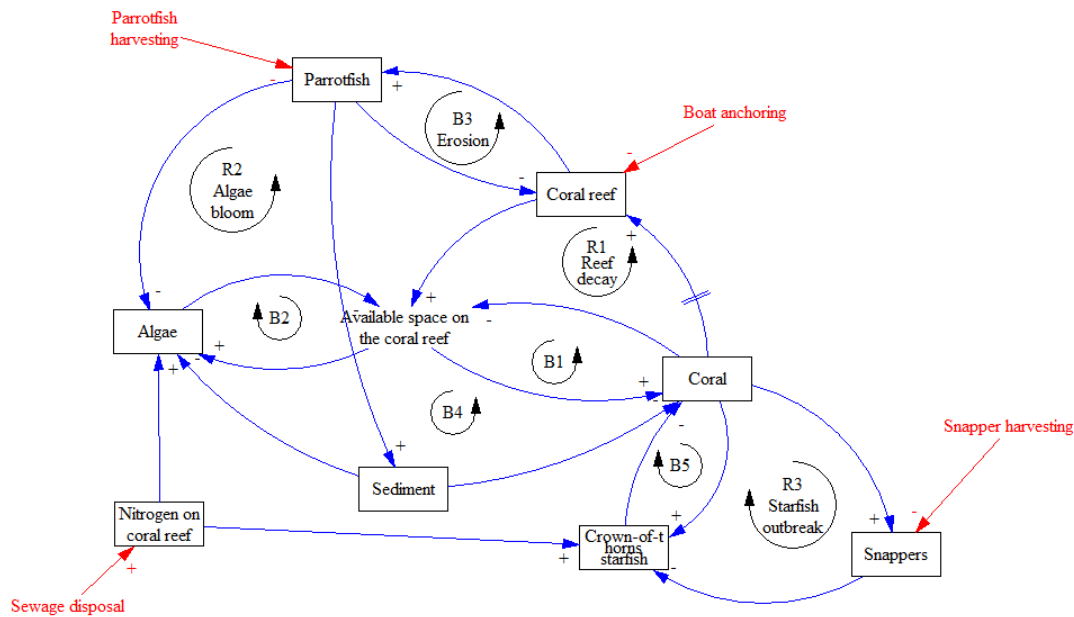 Parrotfish
harvesting
-
Parrotfish
+
B3
Erosion
Boat anchoring
-
R2
Algae
bloom
-
Coral reef
+
R1
Reef
decay
-
Algae
B2
+
-
+
-
Available space on
the coral reef
-
B1
+
-
Coral
B4
-
B5
+
Snapper harvesting
+
Sediment
R3
Starfish
outbreak
+
-
+
Nitrogen on
coral reef
+
Crown-of-t
horns
starfish
-
Snappers
+
Sewage disposal